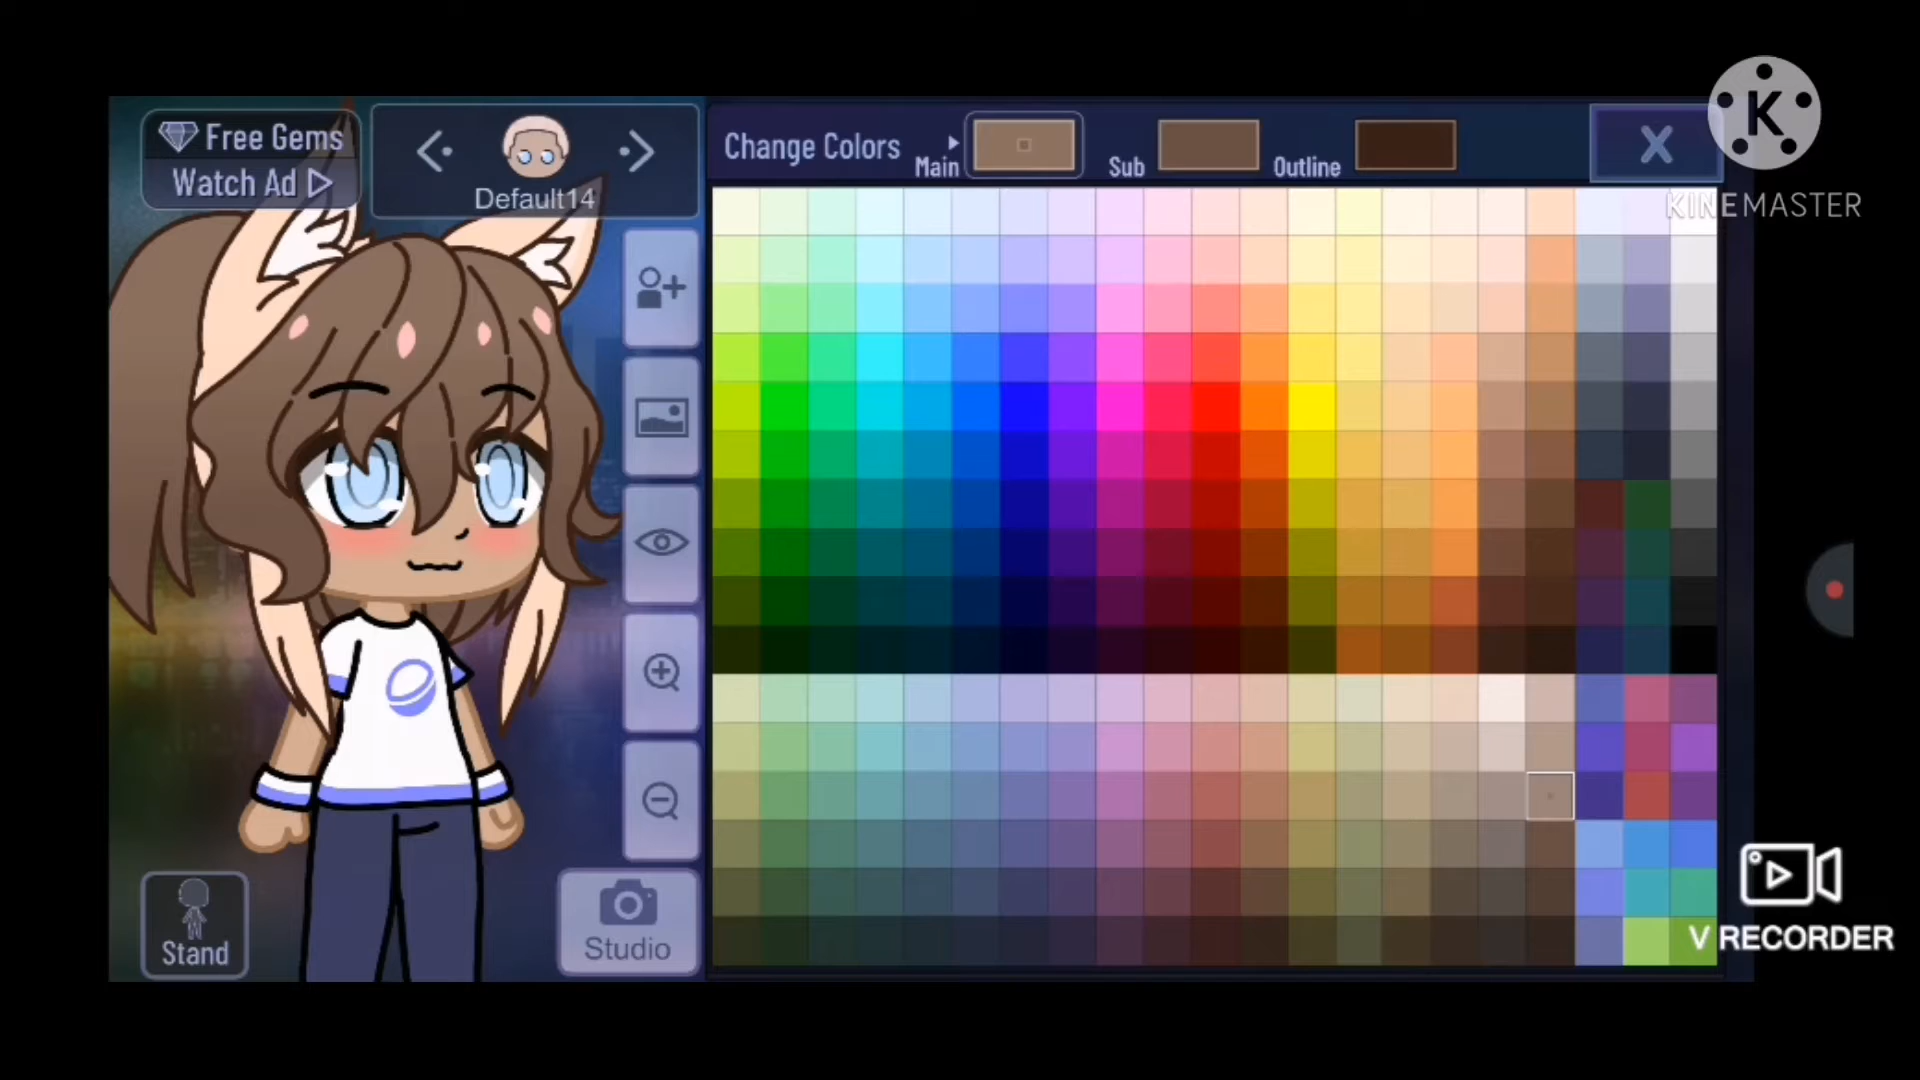 Free Gems
Watch Ad
Default14
Change Colors
Main
Sub
Outline
X
K
KINEMASTER
Stand
Studio
V RECORDER